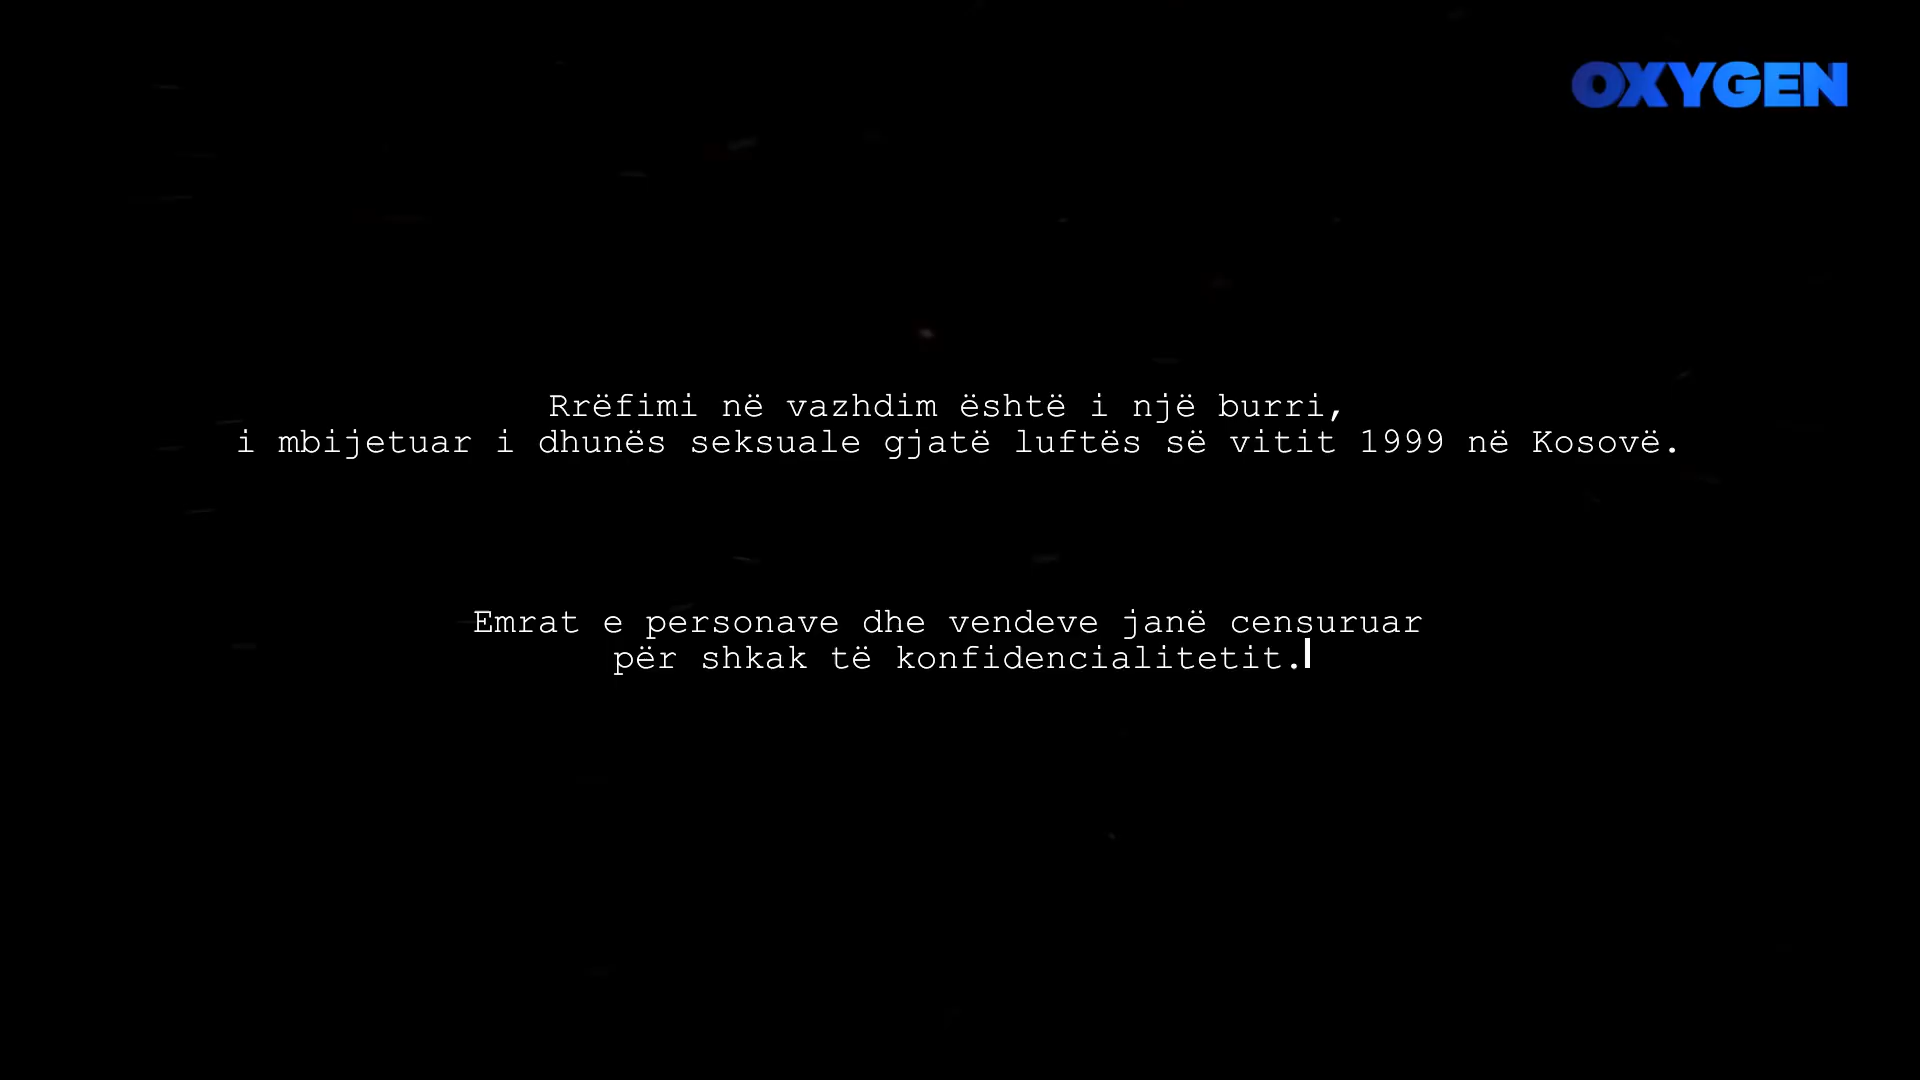 OXYGEN
Rrëfimi në vazhdim është i një burri,
i mbijetuar i dhunës seksuale gjatë luftës së vitit 1999 në Kosovë.
Emrat e personave dhe vendeve janë censuruar
për shkak të konfidencialitetit.